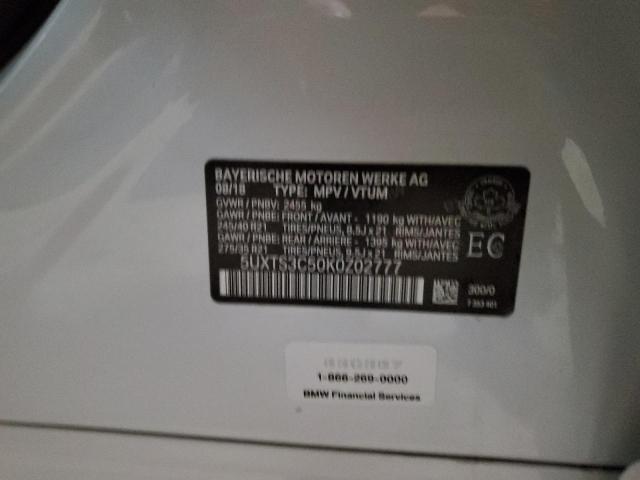 BAYERISCHE MOTOREN WERKE AG
08/18 TYPE: MPV / VTUM
GVWR / PNBV: 2455 kg
GAWR / PNBE: FRONT / AVANT - 1190 kg WITH/AVEC
245/40 R21 TIRES/PNEUS, 8.5J x 21 RIMS/JANTES
GAWR / PNBE: REAR / ARRIERE - 1395 kg WITH/AVEC
275/35 R21 TIRES/PNEUS, 9.5J x 21 RIMS/JANTES
EC
5UXTS3C50K0Z02777
300/0
1-866-269-0000
BMW Financial Services